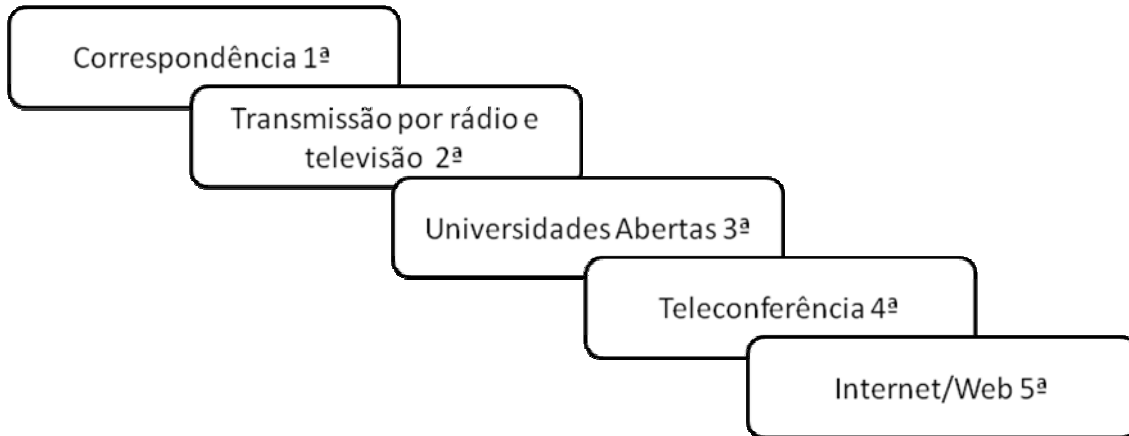 Correspondência 1ª
Transmissão por rádio e
televisão 2ª
Universidades Abertas 3ª
Teleconferência 4ª
Internet/Web 5ª